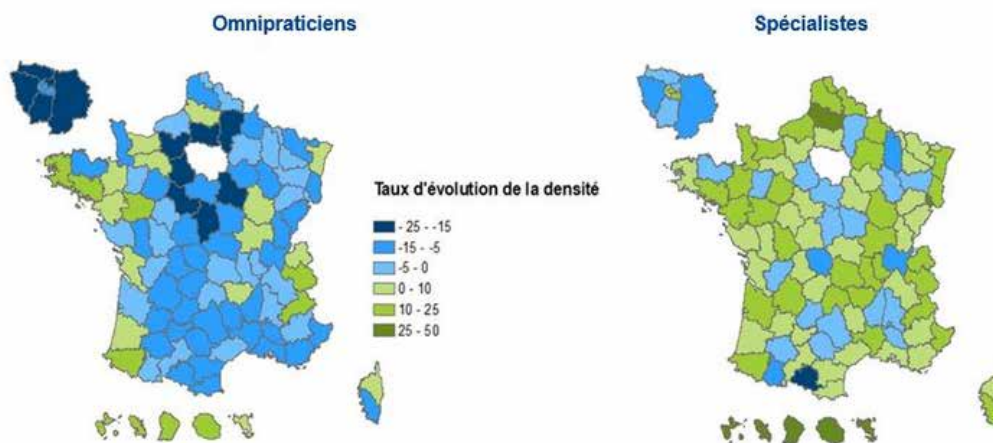 Omnipraticiens
Spécialistes
Taux d'évolution de la densité
- 25 - -15
-15 - -5
-5 - 0
0 - 10
10 - 25
25 - 50